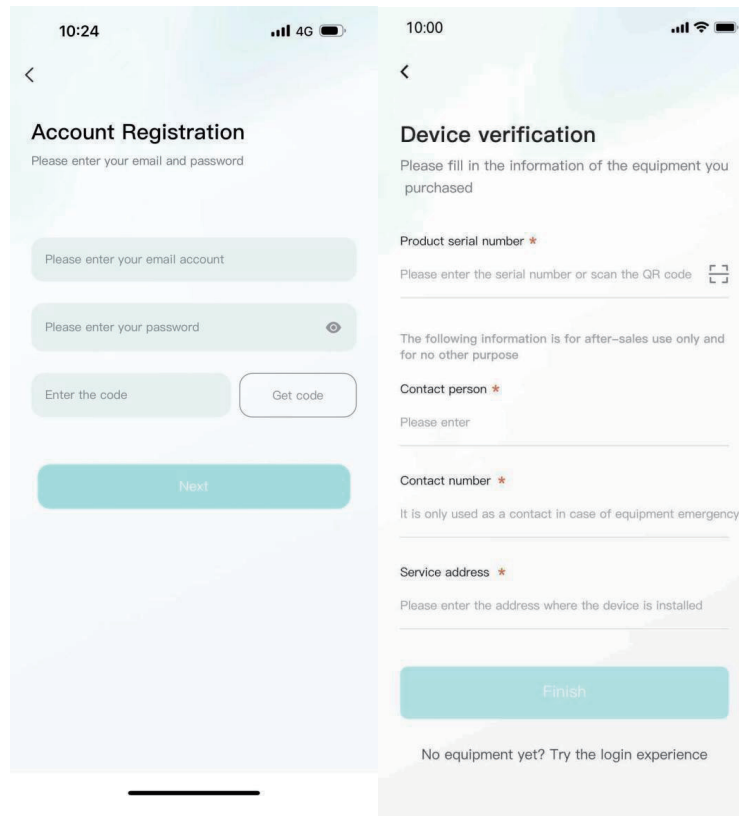 10:24
4G
Account Registration
Please enter your email and password
Please enter your email account
Please enter your password
Enter the code
Get code
Next
10:00
Device verification
Please fill in the information of the equipment you
purchased
Product serial number *
Please enter the serial number or scan the QR code
The following information is for after-sales use only and
for no other purpose
Contact person *
Please enter
Contact number *
It is only used as a contact in case of equipment emergency
Service address *
Please enter the address where the device is installed
Finish
No equipment yet? Try the login experience